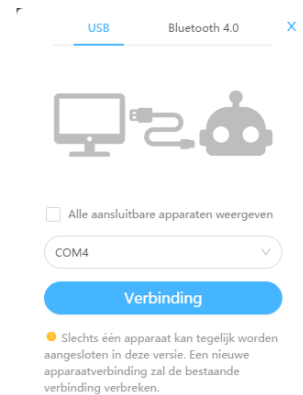 USB Bluetooth 4.0 X
Alle aansluitbare apparaten weergeven
COM4
Verbinding
Slechts één apparaat kan tegelijk worden
aangesloten in deze versie. Een nieuwe
apparaatverbinding zal de bestaande
verbinding verbreken.